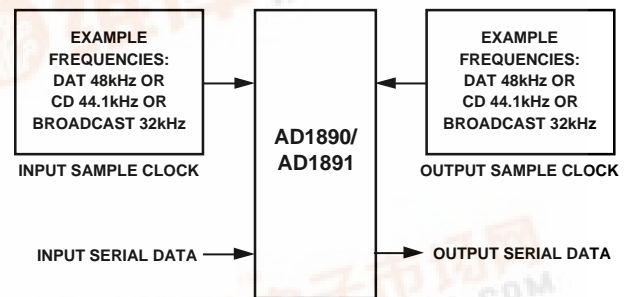 EXAMPLE
FREQUENCIES:
DAT 48kHz OR
CD 44.1kHz OR
BROADCAST 32kHz
INPUT SAMPLE CLOCK
AD1890/
AD1891
EXAMPLE
FREQUENCIES:
DAT 48kHz OR
CD 44.1kHz OR
BROADCAST 32kHz
OUTPUT SAMPLE CLOCK
INPUT SERIAL DATA
OUTPUT SERIAL DATA